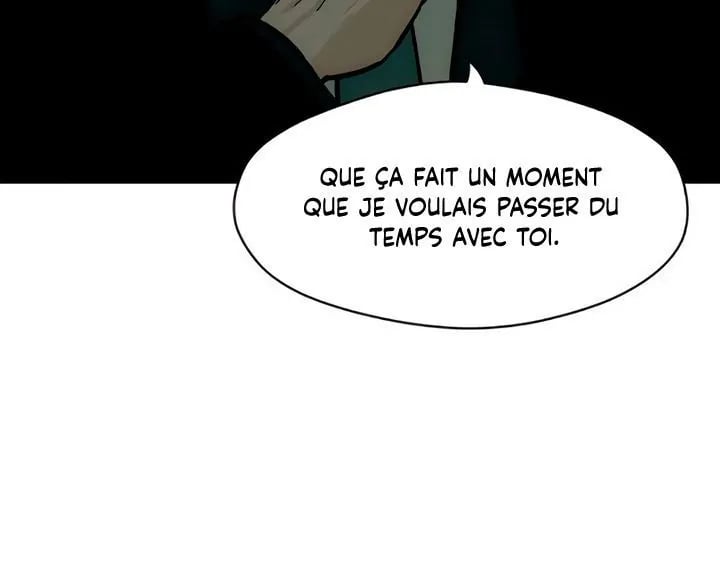 QUE ÇA FAIT UN MOMENT
QUE JE VOULAIS PASSER DU
TEMPS AVEC TOI.